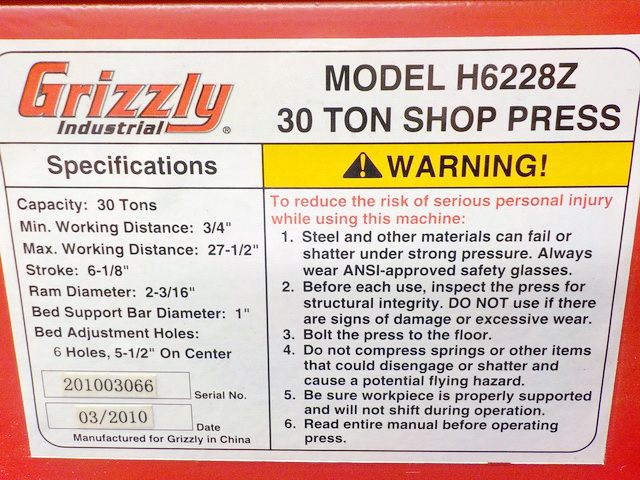 Grizzly
Industrial®
MODEL H6228Z
30 TON SHOP PRESS
Specifications
Capacity: 30 Tons
Min. Working Distance: 3/4"
Max. Working Distance: 27-1/2"
Stroke: 6-1/8"
Ram Diameter: 2-3/16"
Bed Support Bar Diameter: 1"
Bed Adjustment Holes:
6 Holes, 5-1/2" On Center
201003066 Serial No.
03/2010 Date
Manufactured for Grizzly in China
WARNING!
To reduce the risk of serious personal injury
while using this machine:
1. Steel and other materials can fail or
shatter under strong pressure. Always
wear ANSI-approved safety glasses.
2. Before each use, inspect the press for
structural integrity. DO NOT use if there
are signs of damage or excessive wear.
3. Bolt the press to the floor.
4. Do not compress springs or other items
that could disengage or shatter and
cause a potential flying hazard.
5. Be sure workpiece is properly supported
and will not shift during operation.
6. Read entire manual before operating
press.